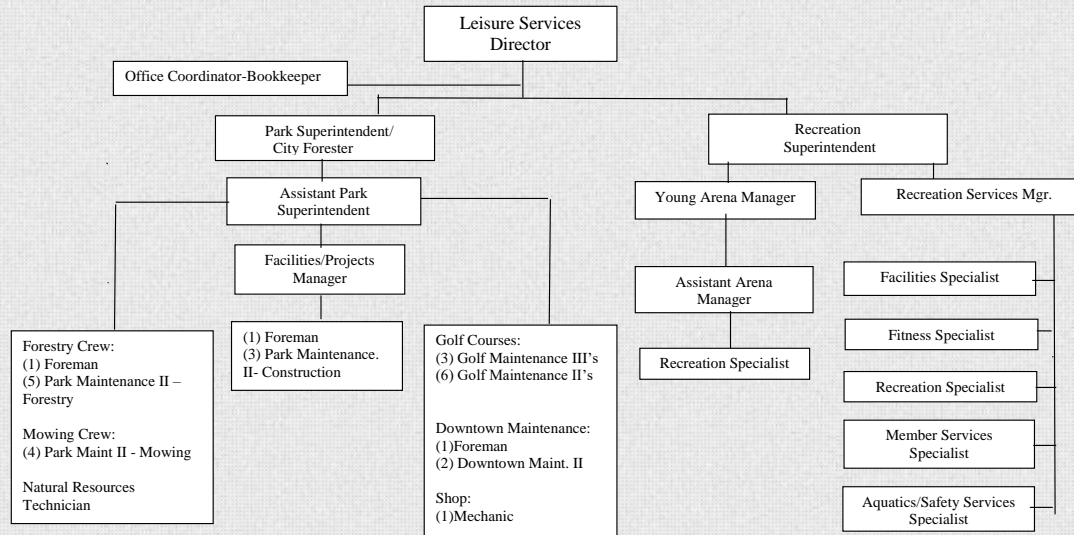 Leisure Services
Director
Office Coordinator-Bookkeeper
Park Superintendent/
City Forester
Recreation
Superintendent
Assistant Park
Superintendent
Young Arena Manager
Recreation Services Mgr.
Facilities/Projects
Manager
Assistant Arena
Manager
Facilities Specialist
Forestry Crew:
(1) Foreman
(5) Park Maintenance II –
Forestry
Mowing Crew:
(4) Park Maint II - Mowing
Natural Resources
Technician
(1) Foreman
(3) Park Maintenance.
II- Construction
Golf Courses:
(3) Golf Maintenance III's
(6) Golf Maintenance II's
Downtown Maintenance:
(1)Foreman
(2) Downtown Maint. II
Shop:
(1)Mechanic
Recreation Specialist
Fitness Specialist
Recreation Specialist
Member Services
Specialist
Aquatics/Safety Services
Specialist